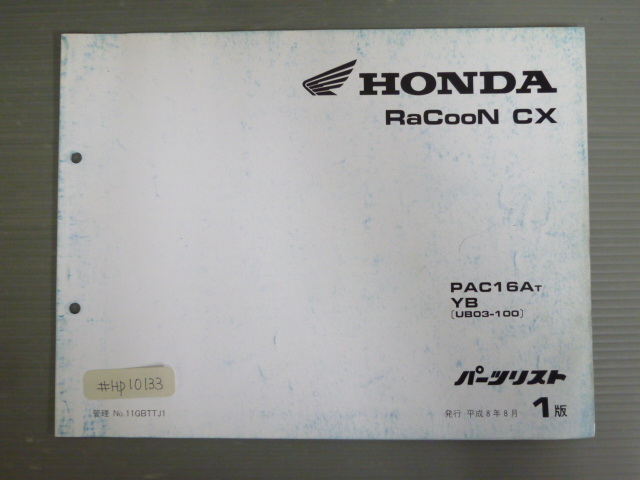 HONDA
RaCooN CX
PAC16AT
YB
〔UB03-100〕
パーツリスト
#HP10133
管理 No.11GBTTJ1
発行 平成8年8月 1版